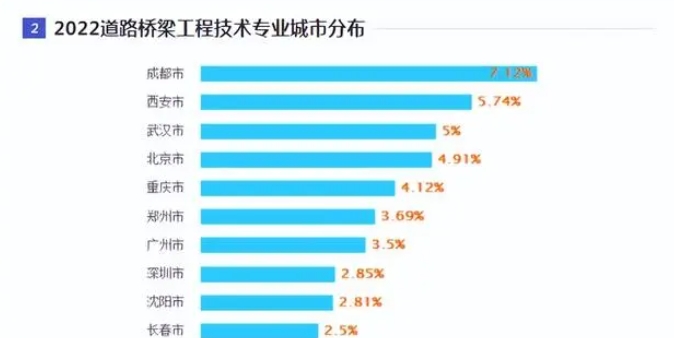 2 2022道路桥梁工程技术专业城市分布
成都市 7.12%
西安市 5.74%
武汉市 5%
北京市 4.91%
重庆市 4.12%
郑州市 3.69%
广州市 3.5%
深圳市 2.85%
沈阳市 2.81%
长春市 2.5%